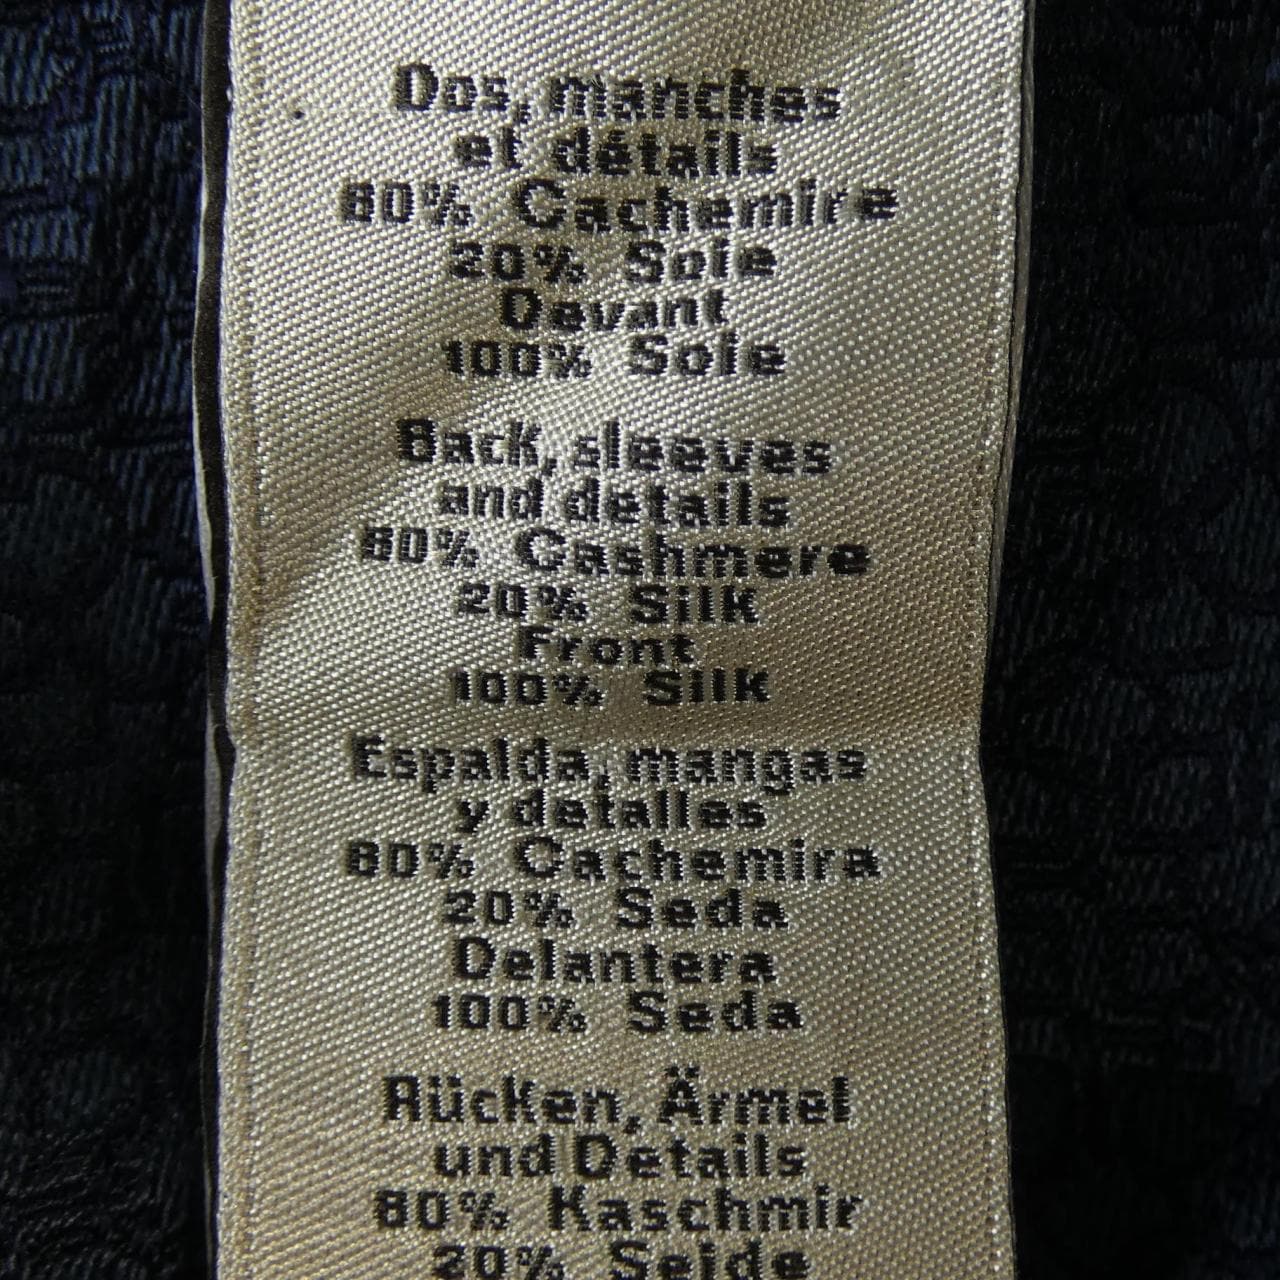 Dos, manches
et détails
80% Cachemire
20% Soie
Devant
100% Soie
Back, sleeves
and details
80% Cashmere
20% Silk
Front
100% Silk
Espalda, mangas
y detalles
80% Cachemira
20% Seda
Delantera
100% Seda
Rücken, Ärmel
und Details
80% Kaschmir
20% Seide